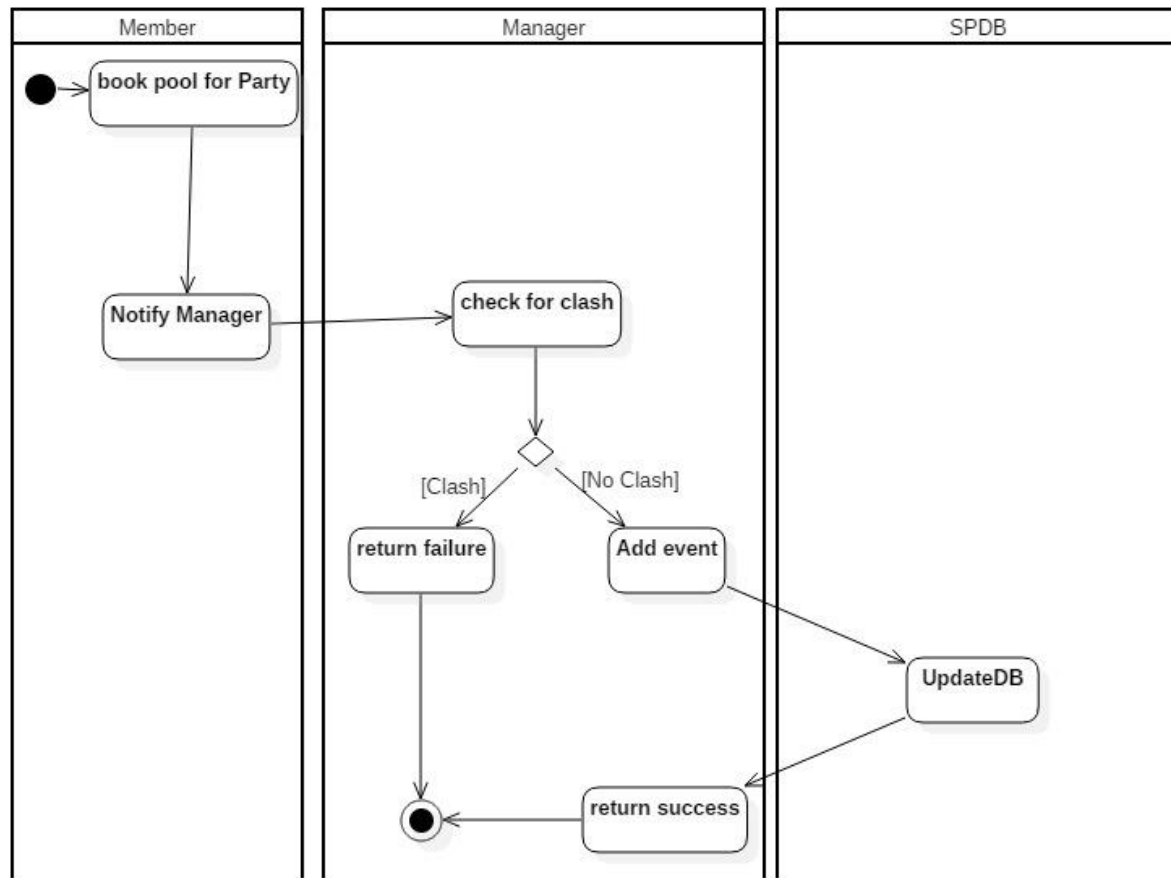 Member
Manager
SPDB
book pool for Party
Notify Manager
check for clash
[Clash]
[No Clash]
return failure
Add event
UpdateDB
return success